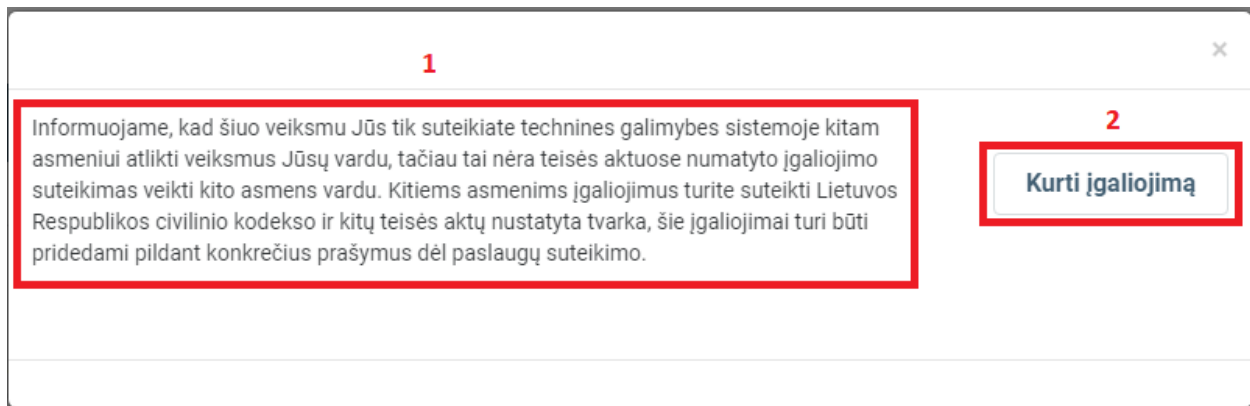 1
×
Informuojame, kad šiuo veiksmu Jūs tik suteikiate technines galimybes sistemoje kitam
asmeniui atlikti veiksmus Jūsų vardu, tačiau tai nėra teisės aktuose numatyto įgaliojimo
suteikimas veikti kito asmens vardu. Kitiems asmenims įgaliojimus turite suteikti Lietuvos
Respublikos civilinio kodekso ir kitų teisės aktų nustatyta tvarka, šie įgaliojimai turi būti
pridedami pildant konkrečius prašymus dėl paslaugų suteikimo.
2
Kurti įgaliojimą